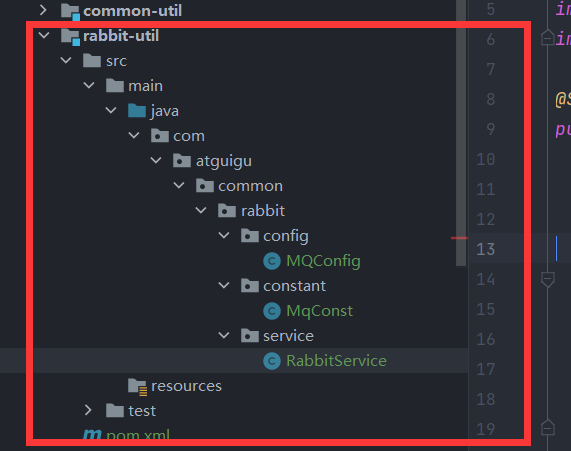 common-util
rabbit-util
src
main
java
com
atguigu
common
rabbit
config
MQConfig
constant
MqConst
service
RabbitService
resources
test
pom.xml
5 im
6 im
7
8 @S
9 pu
10
11
12
13
14
15
16
17
18
19